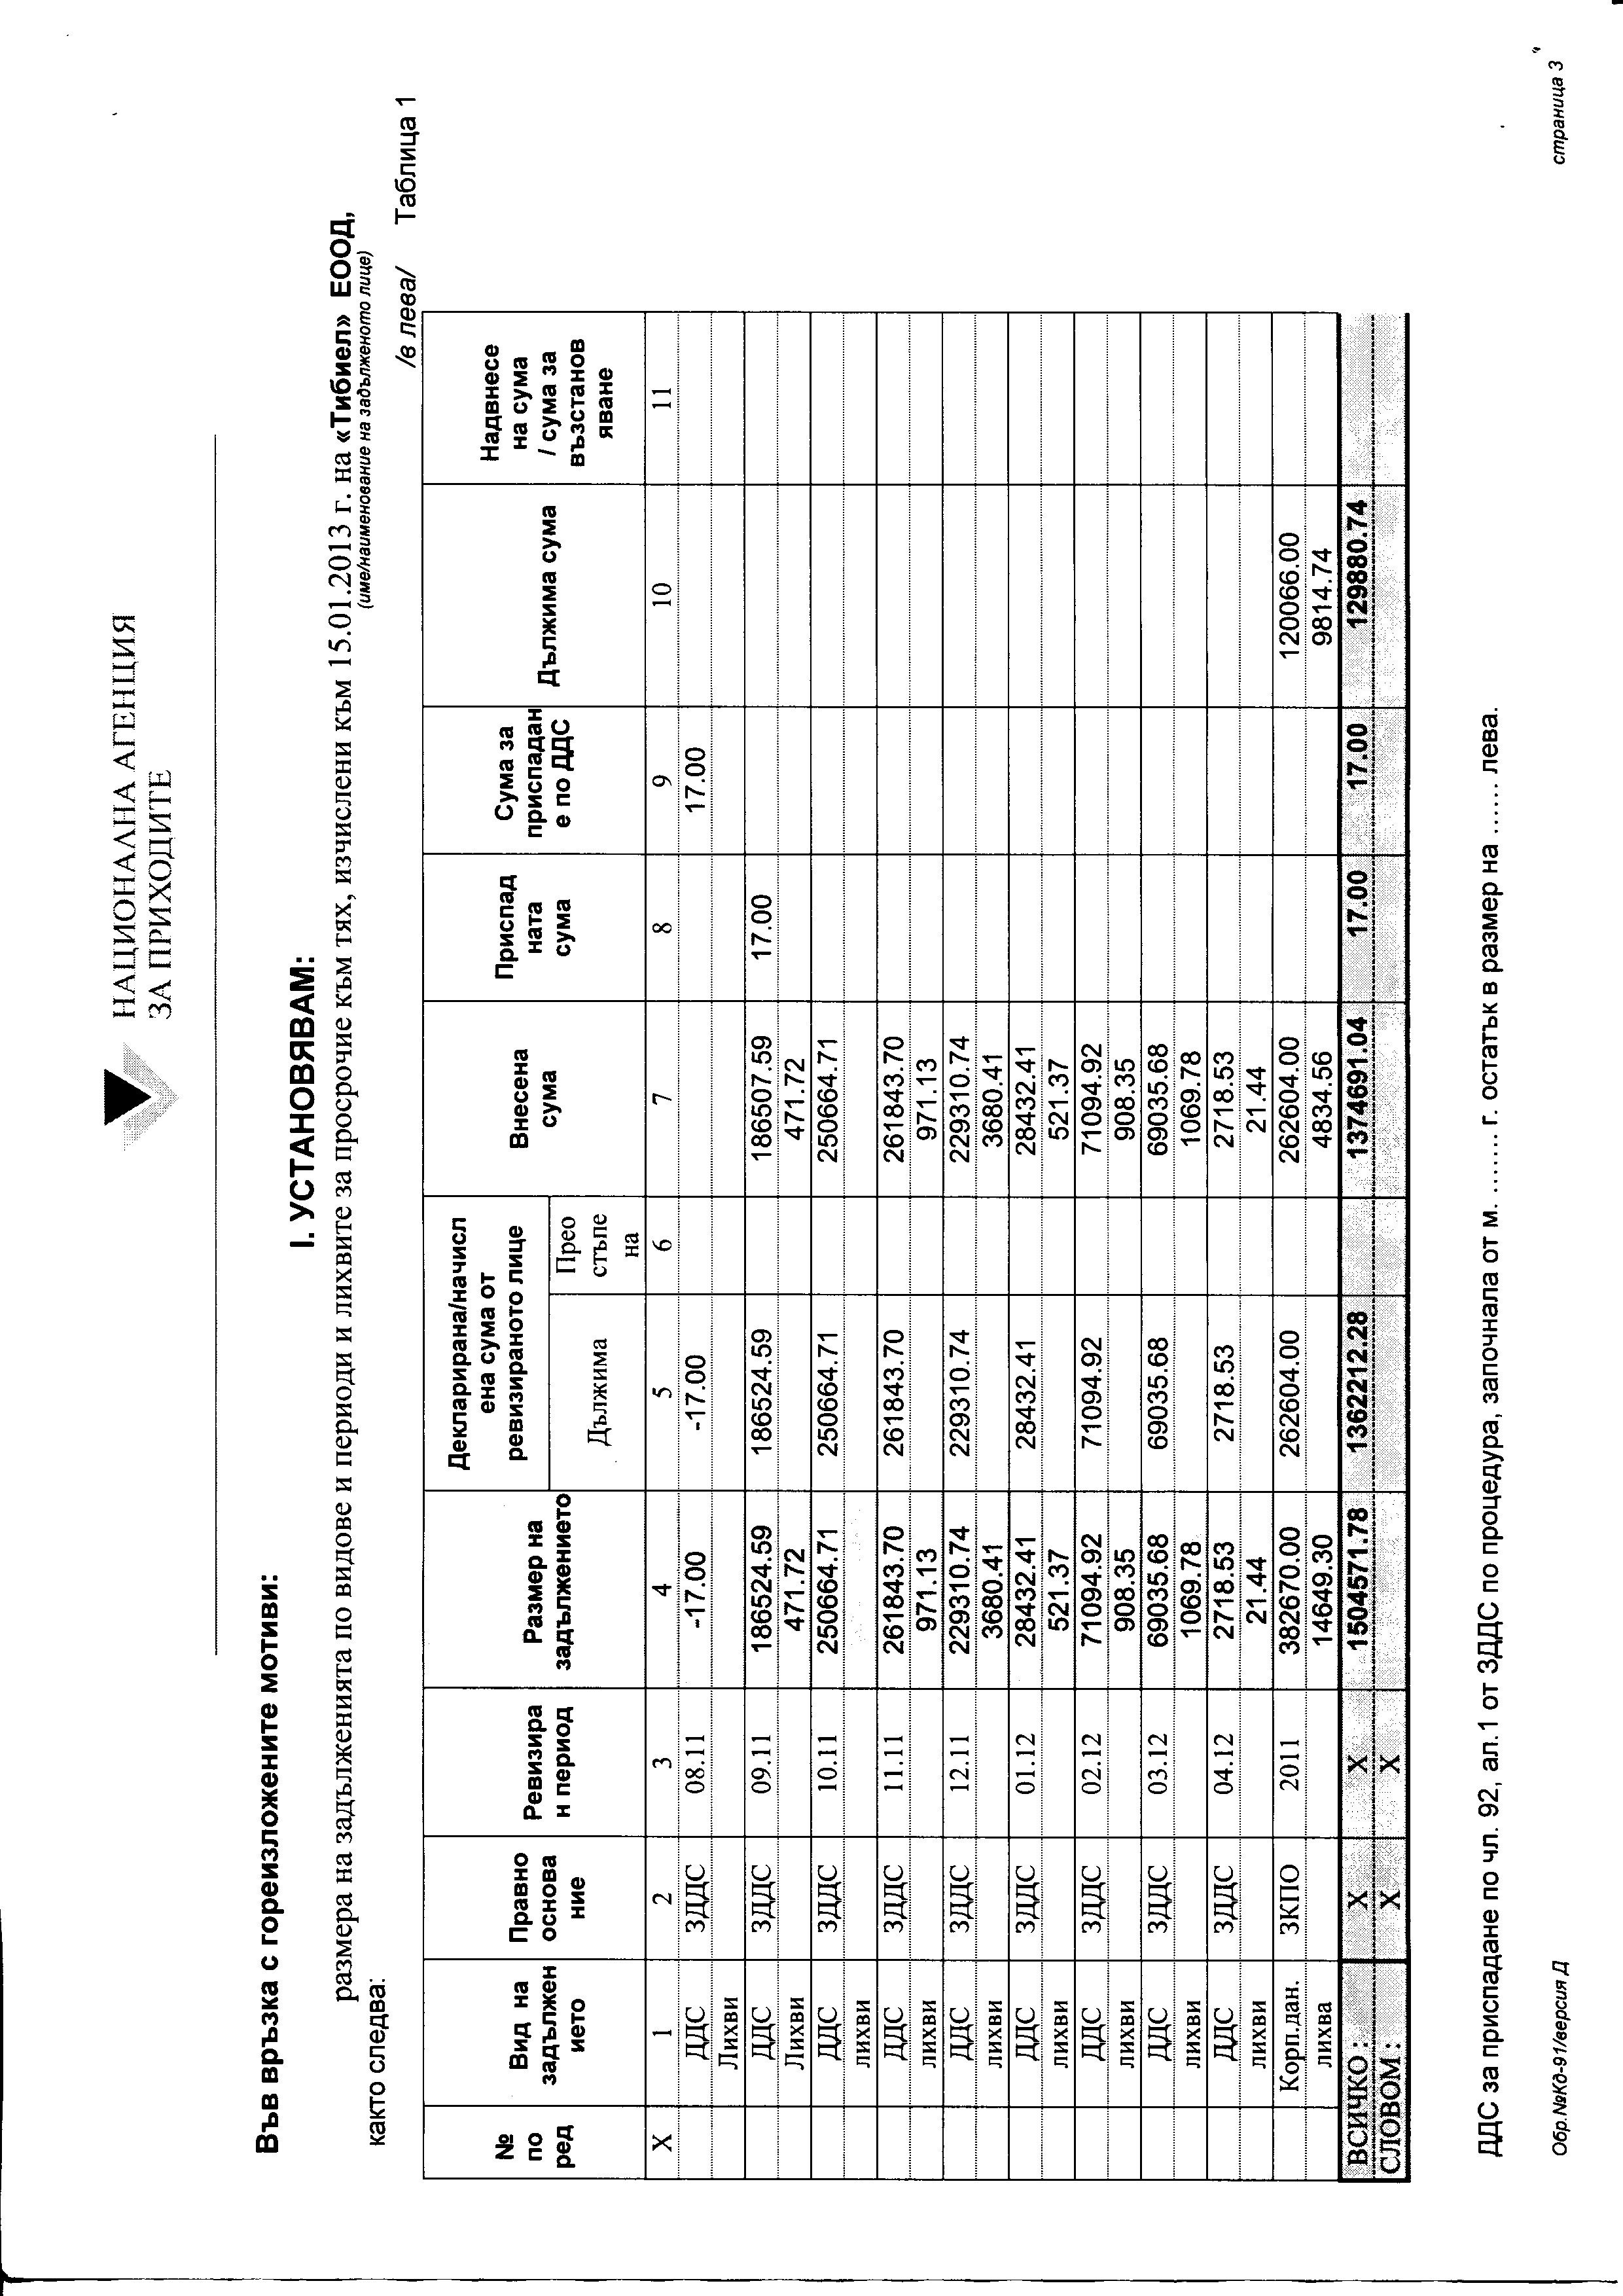 НАЦИОНАЛНА АГЕНЦИЯ
ЗА ПРИХОДИТЕ
Във връзка с гореизложените мотиви:
I. УСТАНОВЯВАМ:
размера на задълженията по видове и периоди и лихвите за просрочие към тях, изчислени към 15.01.2013 г. на «Тибиел» ЕООД,
(име/наименование на задълженото лице)
както следва:
/в лева/ Таблица 1
№ по ред Вид на задължението Правно основание Ревизиран период Размер на задължението Декларирана/начислена сума от ревизираното лице Внесена сума Приспадната сума Сума за приспадане по ДДС Дължима сума Надвнесена сума / сума за възстановяване
Дължима Преостъпена
X 1 2 3 4 5 6 7 8 9 10 11
ДДС ЗДДС 08.11 -17.00 -17.00 17.00
Лихви
ДДС ЗДДС 09.11 186524.59 186524.59 186507.59 17.00
Лихви 471.72 471.72
ДДС ЗДДС 10.11 250664.71 250664.71 250664.71
лихви
ДДС ЗДДС 11.11 261843.70 261843.70 261843.70
лихви 971.13 971.13
ДДС ЗДДС 12.11 229310.74 229310.74 229310.74
лихви 3680.41 3680.41
ДДС ЗДДС 01.12 28432.41 28432.41 28432.41
лихви 521.37 521.37
ДДС ЗДДС 02.12 71094.92 71094.92 71094.92
лихви 908.35 908.35
ДДС ЗДДС 03.12 69035.68 69035.68 69035.68
лихви 1069.78 1069.78
ДДС ЗДДС 04.12 2718.53 2718.53 2718.53
лихви 21.44 21.44
Корп.дан. ЗКПО 2011 382670.00 262604.00 262604.00 120066.00
лихва 14649.30 4834.56 9814.74
ВСИЧКО : X X 1504571.78 1362212.28 1374691.04 17.00 17.00 129880.74
СЛОВОМ : X X
ДДС за приспадане по чл. 92, ал.1 от ЗДДС по процедура, започнала от м. ....... г. остатък в размер на ...... лева.
Обр.№Кд-91/версия Д страница 3